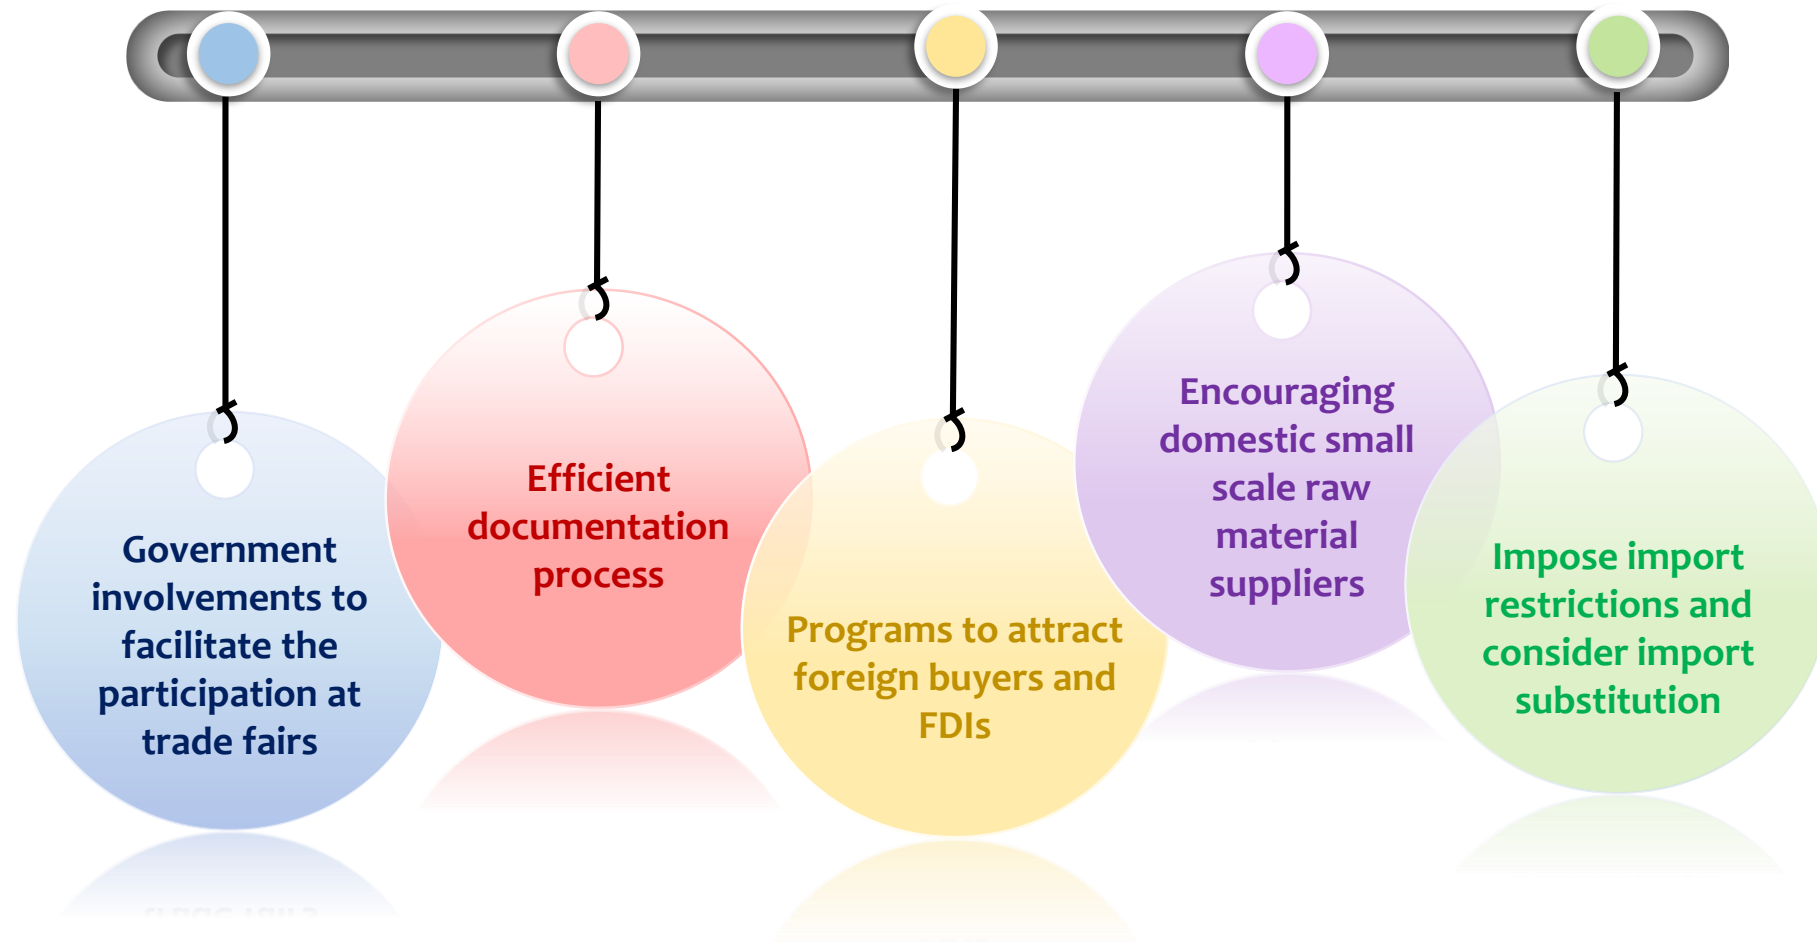 Government
involvements to
facilitate the
participation at
trade fairs
Efficient
documentation
process
Programs to attract
foreign buyers and
FDIs
Encouraging
domestic small
scale raw
material
suppliers
Impose import
restrictions and
consider import
substitution